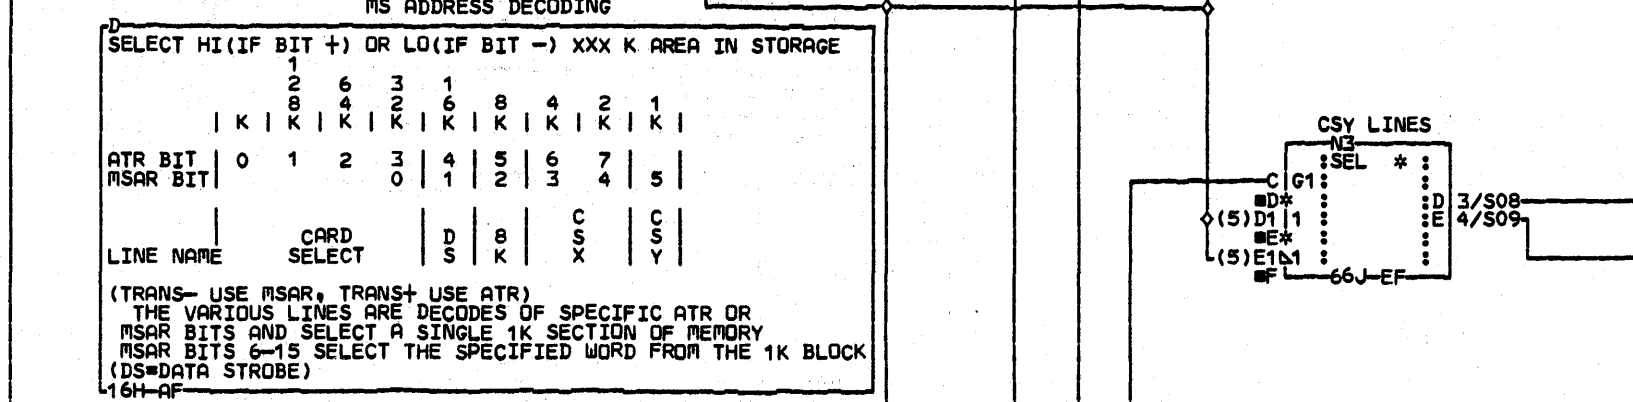 MS ADDRESS DECODING
D
SELECT HI(IF BIT +) OR LO(IF BIT -) XXX K AREA IN STORAGE
1
2 6 3 1
8 4 2 6 8 4 2 1
| K | K | K | K | K | K | K | K | K |
ATR BIT | 0 1 2 3 | 4 | 5 | 6 7 | |
MSAR BIT| 0 | 1 | 2 | 3 4 | 5 |
| | | | C | C |
| CARD | D | 8 | S | S |
LINE NAME SELECT | S | K | X | Y |
(TRANS- USE MSAR, TRANS+ USE ATR)
THE VARIOUS LINES ARE DECODES OF SPECIFIC ATR OR
MSAR BITS AND SELECT A SINGLE 1K SECTION OF MEMORY
MSAR BITS 6-15 SELECT THE SPECIFIED WORD FROM THE 1K BLOCK
(DS=DATA STROBE)
16H-AF
CSY LINES
N3
SEL *
C G1
■D* D 3/S08
(5)D1 1 E 4/S09
■E*
(5)E1 1
■F 66J-EF